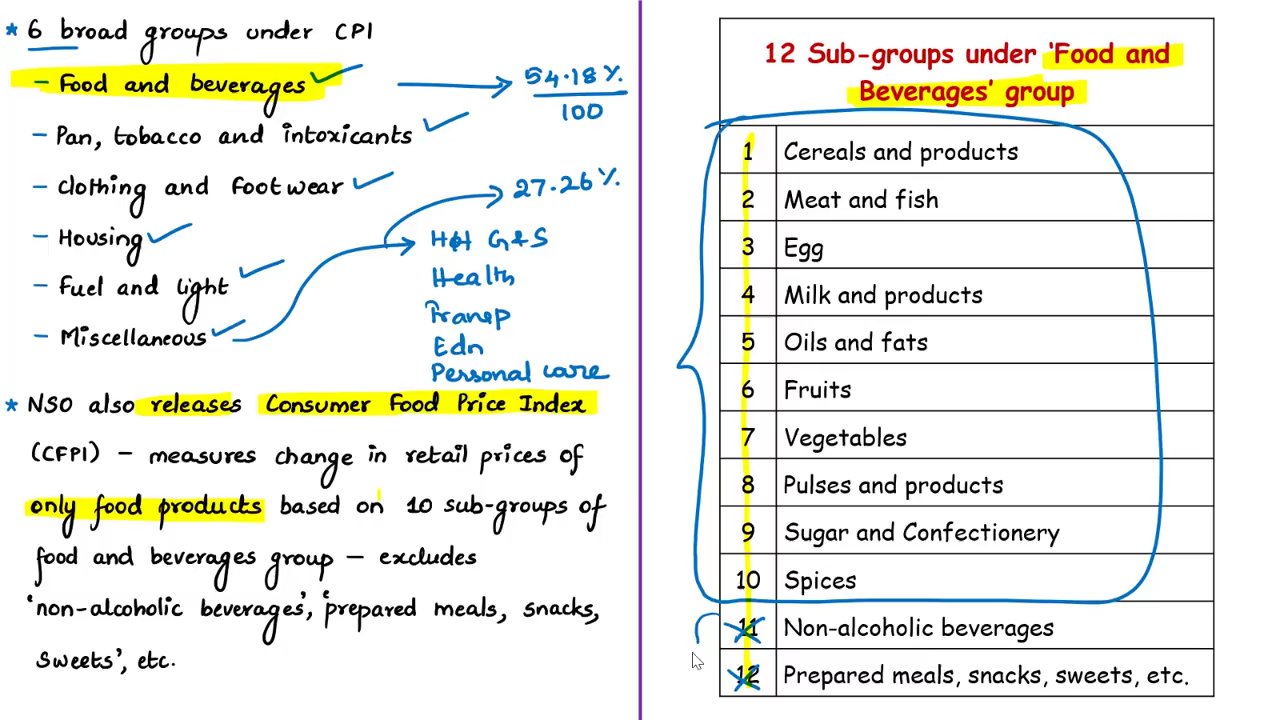 * 6 broad groups under CPI
- Food and beverages
54.18%
100
- Pan, tobacco and intoxicants
- Clothing and Footwear
27.26%
- Housing
HH G&S
- Fuel and light
Health
- Miscellaneous
Transp
Edn
Personal care
* NSO also releases Consumer Food Price Index
(CFPI) - measures change in retail prices of
only food products based on 10 sub-groups of
food and beverages group - excludes
'non-alcoholic beverages', 'prepared meals, snacks,
sweets', etc.
12 Sub-groups under 'Food and
Beverages' group
1 Cereals and products
2 Meat and fish
3 Egg
4 Milk and products
5 Oils and fats
6 Fruits
7 Vegetables
8 Pulses and products
9 Sugar and Confectionery
10 Spices
11 Non-alcoholic beverages
12 Prepared meals, snacks, sweets, etc.